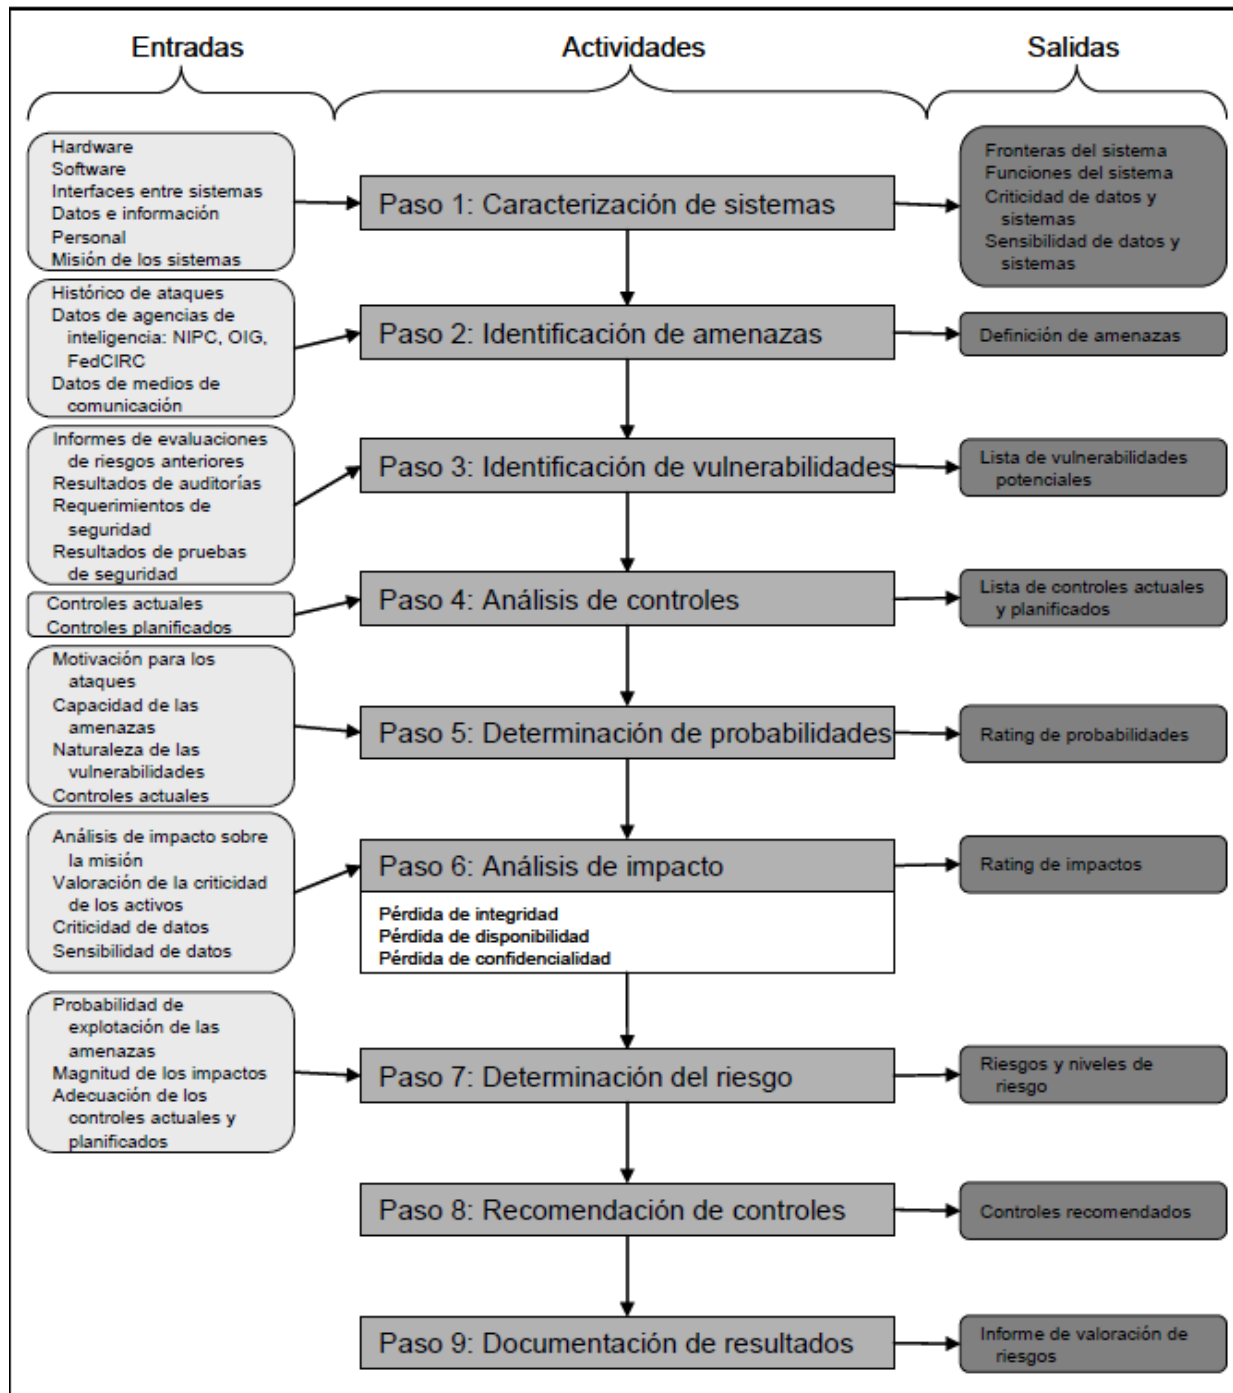 Entradas
Actividades
Salidas
Hardware
Software
Interfaces entre sistemas
Datos e información
Personal
Misión de los sistemas
Paso 1: Caracterización de sistemas
Fronteras del sistema
Funciones del sistema
Criticidad de datos y
sistemas
Sensibilidad de datos y
sistemas
Histórico de ataques
Datos de agencias de
inteligencia: NIPC, OIG,
FedCIRC
Datos de medios de
comunicación
Paso 2: Identificación de amenazas
Definición de amenazas
Informes de evaluaciones
de riesgos anteriores
Resultados de auditorías
Requerimientos de
seguridad
Resultados de pruebas
de seguridad
Paso 3: Identificación de vulnerabilidades
Lista de vulnerabilidades
potenciales
Controles actuales
Controles planificados
Paso 4: Análisis de controles
Lista de controles actuales
y planificados
Motivación para los
ataques
Capacidad de las
amenazas
Naturaleza de las
vulnerabilidades
Controles actuales
Paso 5: Determinación de probabilidades
Rating de probabilidades
Análisis de impacto sobre
la misión
Valoración de la criticidad
de los activos
Criticidad de datos
Sensibilidad de datos
Paso 6: Análisis de impacto
Pérdida de integridad
Pérdida de disponibilidad
Pérdida de confidencialidad
Rating de impactos
Probabilidad de
explotación de las
amenazas
Magnitud de los impactos
Adecuación de los
controles actuales y
planificados
Paso 7: Determinación del riesgo
Riesgos y niveles de
riesgo
Paso 8: Recomendación de controles
Controles recomendados
Paso 9: Documentación de resultados
Informe de valoración de
riesgos